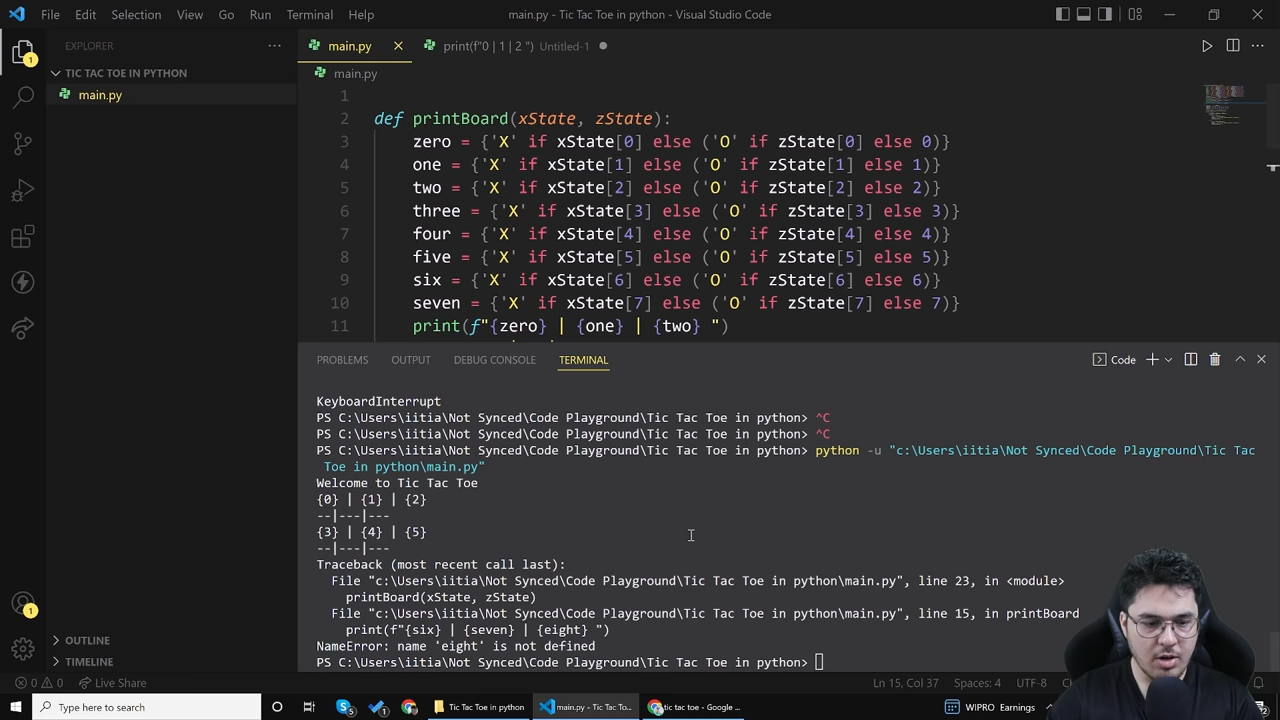 File Edit Selection View Go Run Terminal Help
main.py - Tic Tac Toe in python - Visual Studio Code
EXPLORER
TIC TAC TOE IN PYTHON
main.py
main.py
print(f"0 | 1 | 2 ") Untitled-1
main.py
1
2 def printBoard(xState, zState):
3 zero = {'X' if xState[0] else ('O' if zState[0] else 0)}
4 one = {'X' if xState[1] else ('O' if zState[1] else 1)}
5 two = {'X' if xState[2] else ('O' if zState[2] else 2)}
6 three = {'X' if xState[3] else ('O' if zState[3] else 3)}
7 four = {'X' if xState[4] else ('O' if zState[4] else 4)}
8 five = {'X' if xState[5] else ('O' if zState[5] else 5)}
9 six = {'X' if xState[6] else ('O' if zState[6] else 6)}
10 seven = {'X' if xState[7] else ('O' if zState[7] else 7)}
11 print(f"{zero} | {one} | {two} ")
PROBLEMS OUTPUT DEBUG CONSOLE TERMINAL
Code
KeyboardInterrupt
PS C:\Users\iitia\Not Synced\Code Playground\Tic Tac Toe in python> ^C
PS C:\Users\iitia\Not Synced\Code Playground\Tic Tac Toe in python> ^C
PS C:\Users\iitia\Not Synced\Code Playground\Tic Tac Toe in python> python -u "c:\Users\iitia\Not Synced\Code Playground\Tic Tac
Toe in python\main.py"
Welcome to Tic Tac Toe
{0} | {1} | {2}
--|---|---
{3} | {4} | {5}
--|---|---
Traceback (most recent call last):
File "c:\Users\iitia\Not Synced\Code Playground\Tic Tac Toe in python\main.py", line 23, in <module>
printBoard(xState, zState)
File "c:\Users\iitia\Not Synced\Code Playground\Tic Tac Toe in python\main.py", line 15, in printBoard
print(f"{six} | {seven} | {eight} ")
NameError: name 'eight' is not defined
PS C:\Users\iitia\Not Synced\Code Playground\Tic Tac Toe in python>
OUTLINE
TIMELINE
0 0 Live Share
Ln 15, Col 37 Spaces: 4 UTF-8
Type here to search
Tic Tac Toe in python
main.py - Tic Tac To...
tic tac toe - Google ...
WIPRO Earnings